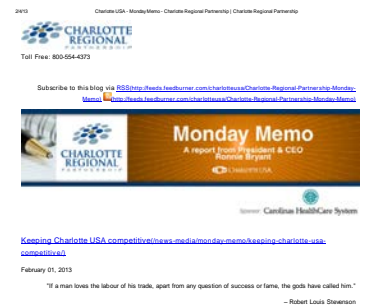 2/4/13 Charlotte USA - Monday Memo - Charlotte Regional Partnership | Charlotte Regional Partnership
CHARLOTTE
REGIONAL
PARTNERSHIP
Toll Free: 800-554-4373
Subscribe to this blog via RSS(http://feeds.feedburner.com/charlotteusa/Charlotte-Regional-Partnership-Monday-
Memo) (http://feeds.feedburner.com/charlotteusa/Charlotte-Regional-Partnership-Monday-Memo)
CHARLOTTE
REGIONAL
PARTNERSHIP
Monday Memo
A report from President & CEO
Ronnie Bryant
CHARLOTTE USA
Sponsor: Carolinas HealthCare System
Keeping Charlotte USA competitive(/news-media/monday-memo/keeping-charlotte-usa-
competitive/)
February 01, 2013
"If a man loves the labour of his trade, apart from any question of success or fame, the gods have called him."
– Robert Louis Stevenson